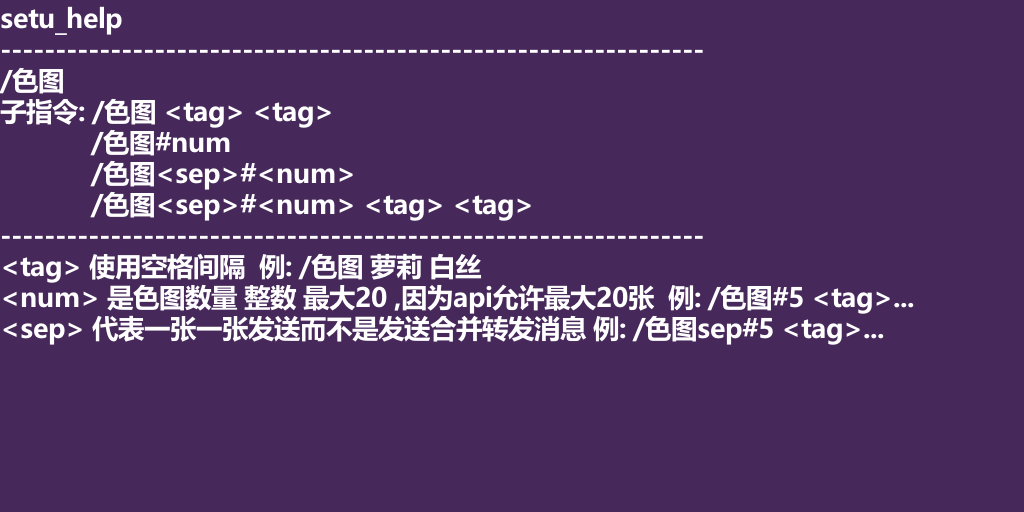 setu_help
----------------------------------------------------------------
/色图
子指令: /色图 <tag> <tag>
/色图#num
/色图<sep>#<num>
/色图<sep>#<num> <tag> <tag>
----------------------------------------------------------------
<tag> 使用空格间隔  例: /色图 萝莉 白丝
<num> 是色图数量 整数 最大20 ,因为api允许最大20张  例: /色图#5 <tag>...
<sep> 代表一张一张发送而不是发送合并转发消息 例: /色图sep#5 <tag>...